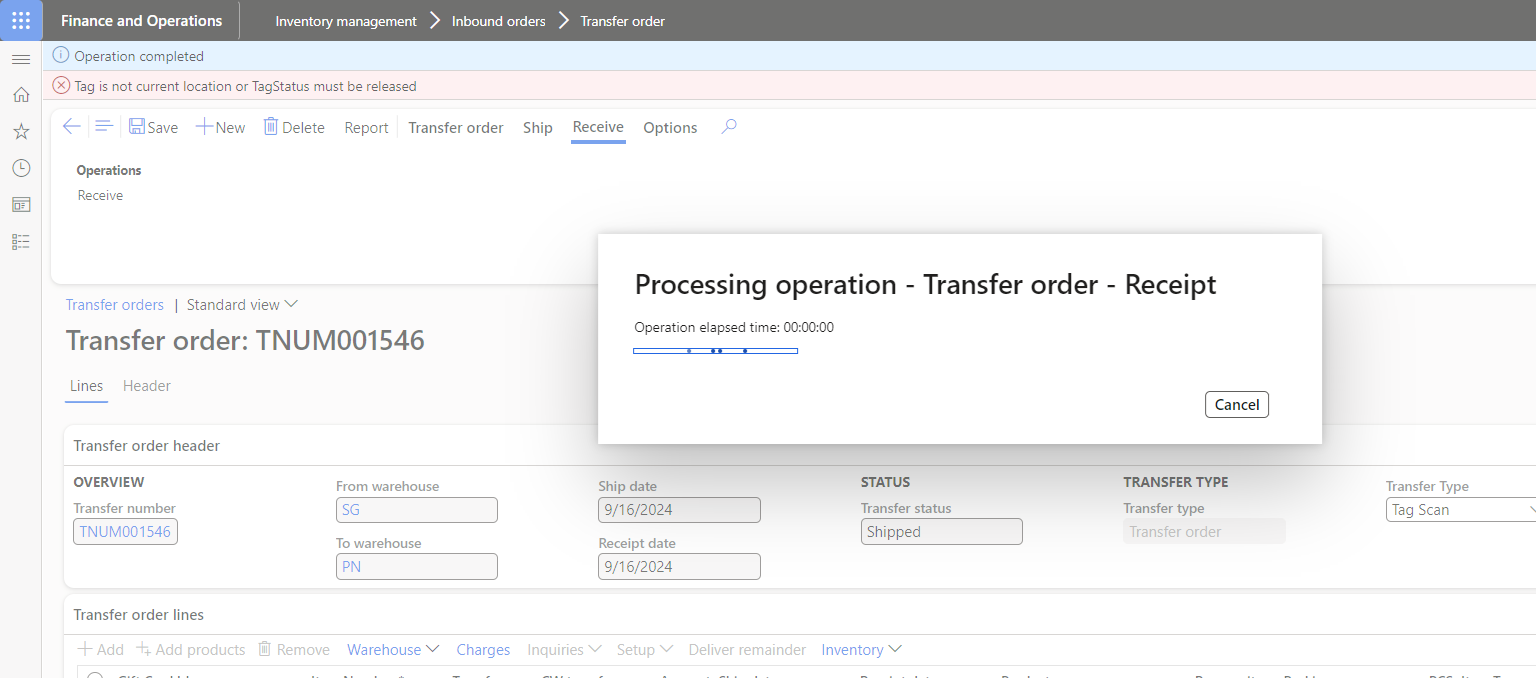 Finance and Operations
Inventory management Inbound orders Transfer order
Operation completed
Tag is not current location or TagStatus must be released
Save New Delete Report Transfer order Ship Receive Options
Operations
Receive
Processing operation - Transfer order - Receipt
Operation elapsed time: 00:00:00
Cancel
Transfer orders | Standard view
Transfer order: TNUM001546
Lines Header
Transfer order header
OVERVIEW
Transfer number
TNUM001546
From warehouse
SG
To warehouse
PN
Ship date
9/16/2024
Receipt date
9/16/2024
STATUS
Transfer status
Shipped
TRANSFER TYPE
Transfer type
Transfer order
Transfer Type
Tag Scan
Transfer order lines
Add Add products Remove Warehouse Charges Inquiries Setup Deliver remainder Inventory